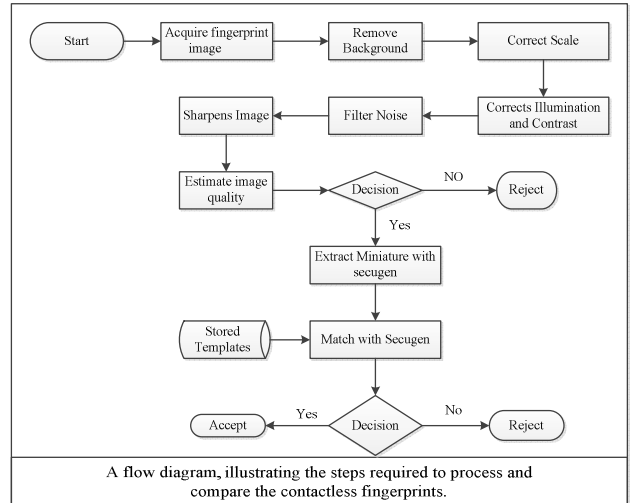 Start
Acquire fingerprint
image
Remove
Background
Correct Scale
Corrects Illumination
and Contrast
Filter Noise
Sharpens Image
Estimate image
quality
Decision
NO
Reject
Yes
Extract Miniature with
secugen
Stored
Templates
Match with Secugen
Decision
Yes
Accept
No
Reject
A flow diagram, illustrating the steps required to process and
compare the contactless fingerprints.